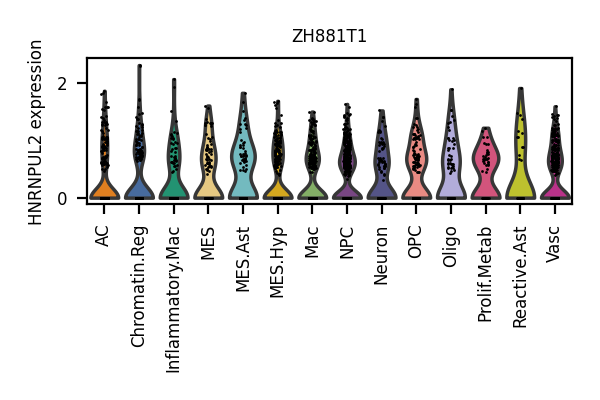 ZH881T1
HNRNPUL2 expression
2
0
AC
Chromatin.Reg
Inflammatory.Mac
MES
MES.Ast
MES.Hyp
Mac
NPC
Neuron
OPC
Oligo
Prolif.Metab
Reactive.Ast
Vasc